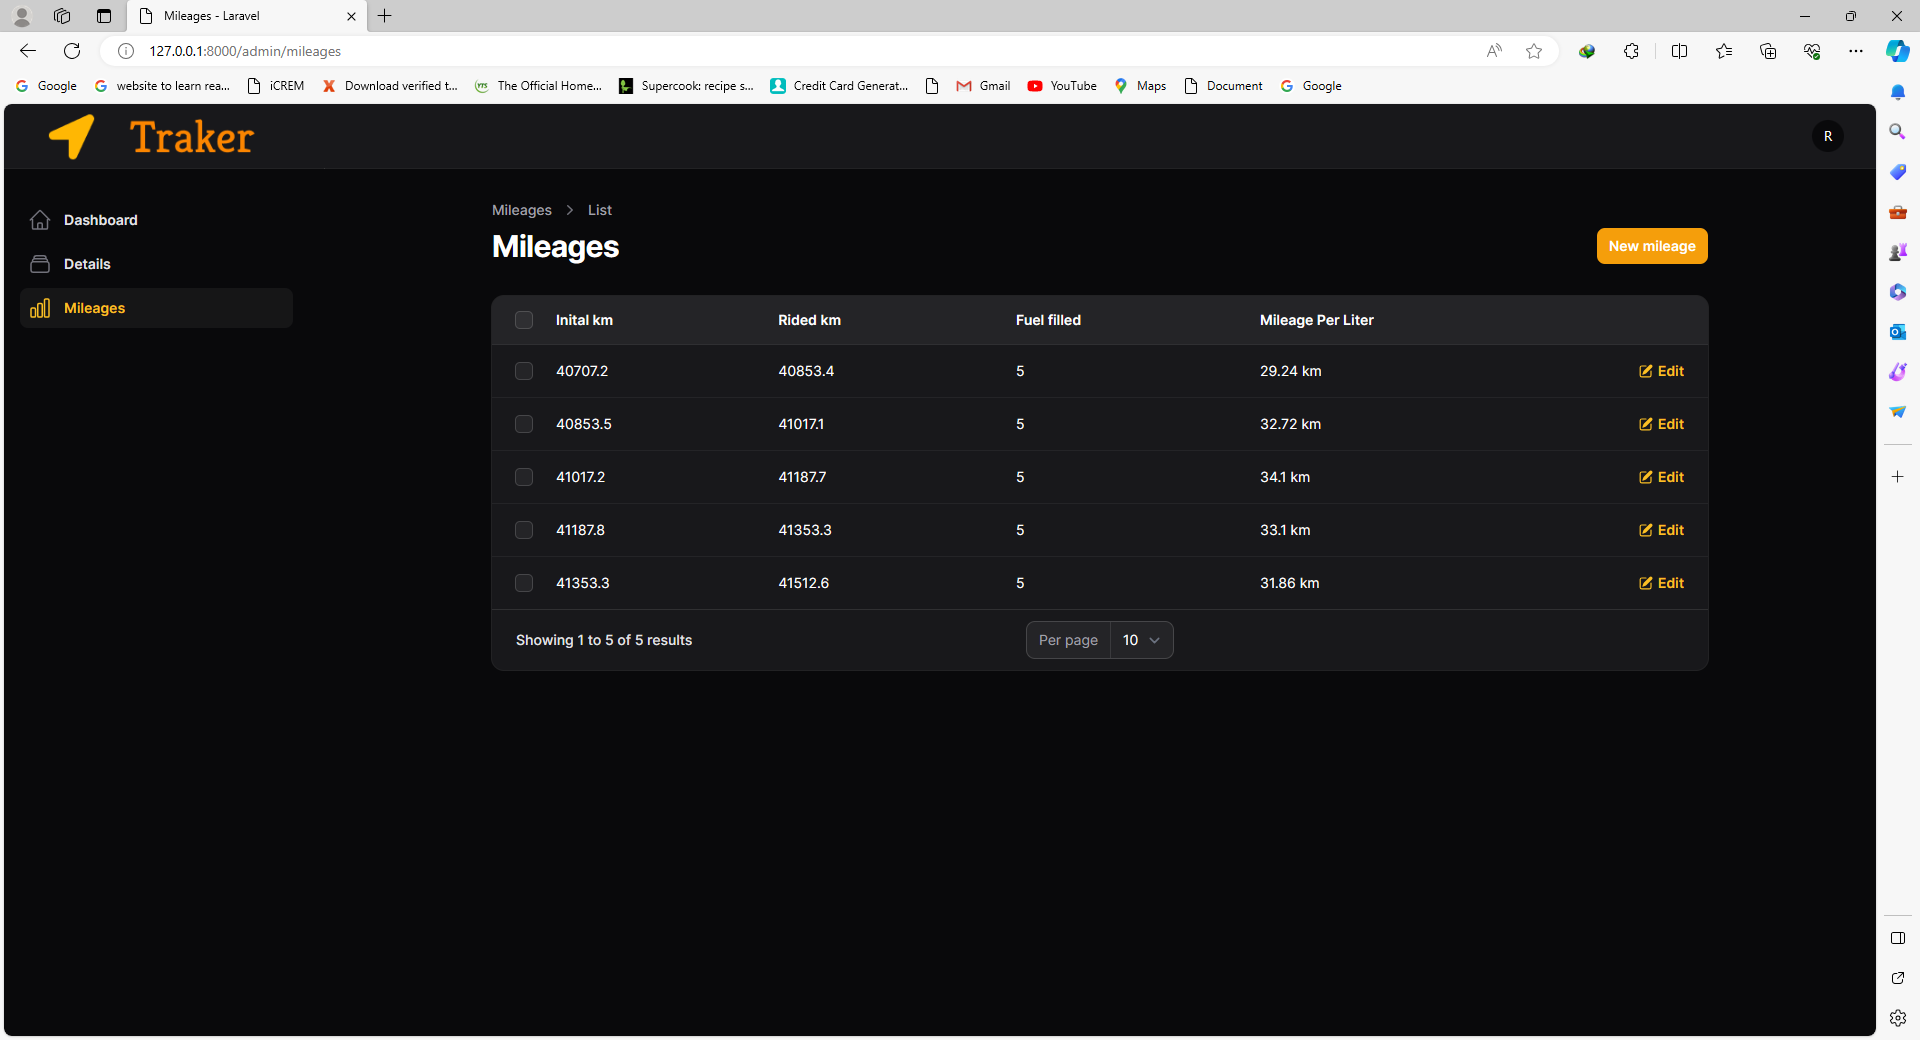 Mileages - Laravel
127.0.0.1:8000/admin/mileages
Google website to learn rea... iCREM Download verified t... The Official Home... Supercook: recipe s... Credit Card Generat... Gmail YouTube Maps Document Google
Traker
R
Dashboard
Details
Mileages
Mileages > List
Mileages
New mileage
Inital km Rided km Fuel filled Mileage Per Liter
40707.2 40853.4 5 29.24 km Edit
40853.5 41017.1 5 32.72 km Edit
41017.2 41187.7 5 34.1 km Edit
41187.8 41353.3 5 33.1 km Edit
41353.3 41512.6 5 31.86 km Edit
Showing 1 to 5 of 5 results Per page 10